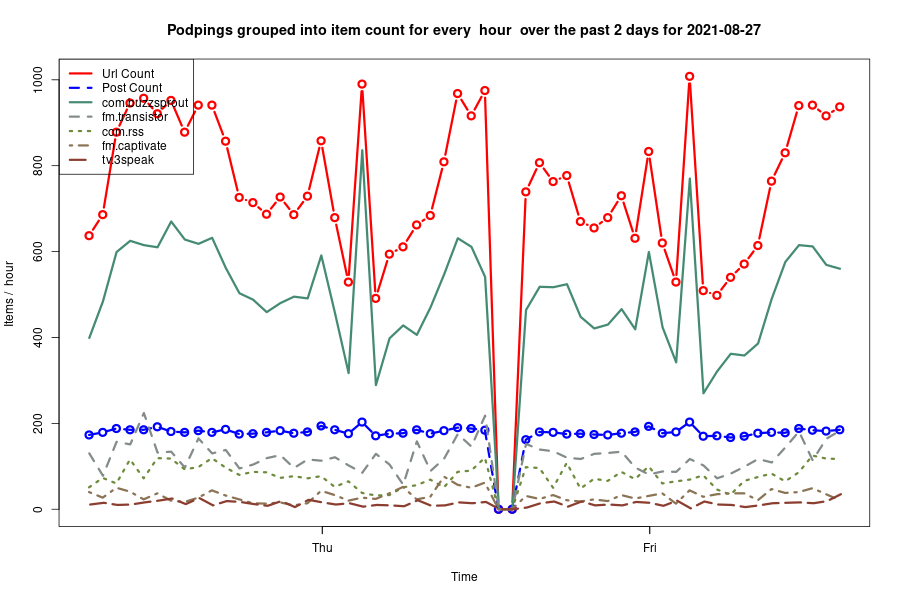 Podpings grouped into item count for every  hour  over the past 2 days for 2021-08-27
Url Count
Post Count
com.buzzsprout
fm.transistor
com.rss
fm.captivate
tv.3speak
Items /  hour
1000
800
600
400
200
0
Thu
Fri
Time